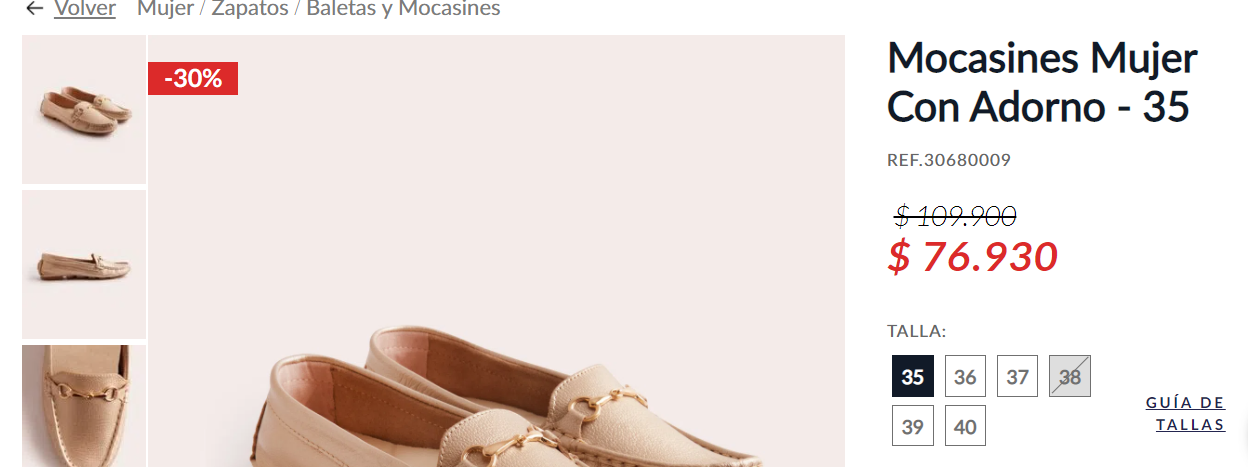 ← Volver Mujer / Zapatos / Baletas y Mocasines
-30%
Mocasines Mujer
Con Adorno - 35
REF.30680009
$ 109.900
$ 76.930
TALLA:
35 36 37 38
39 40
GUÍA DE
TALLAS